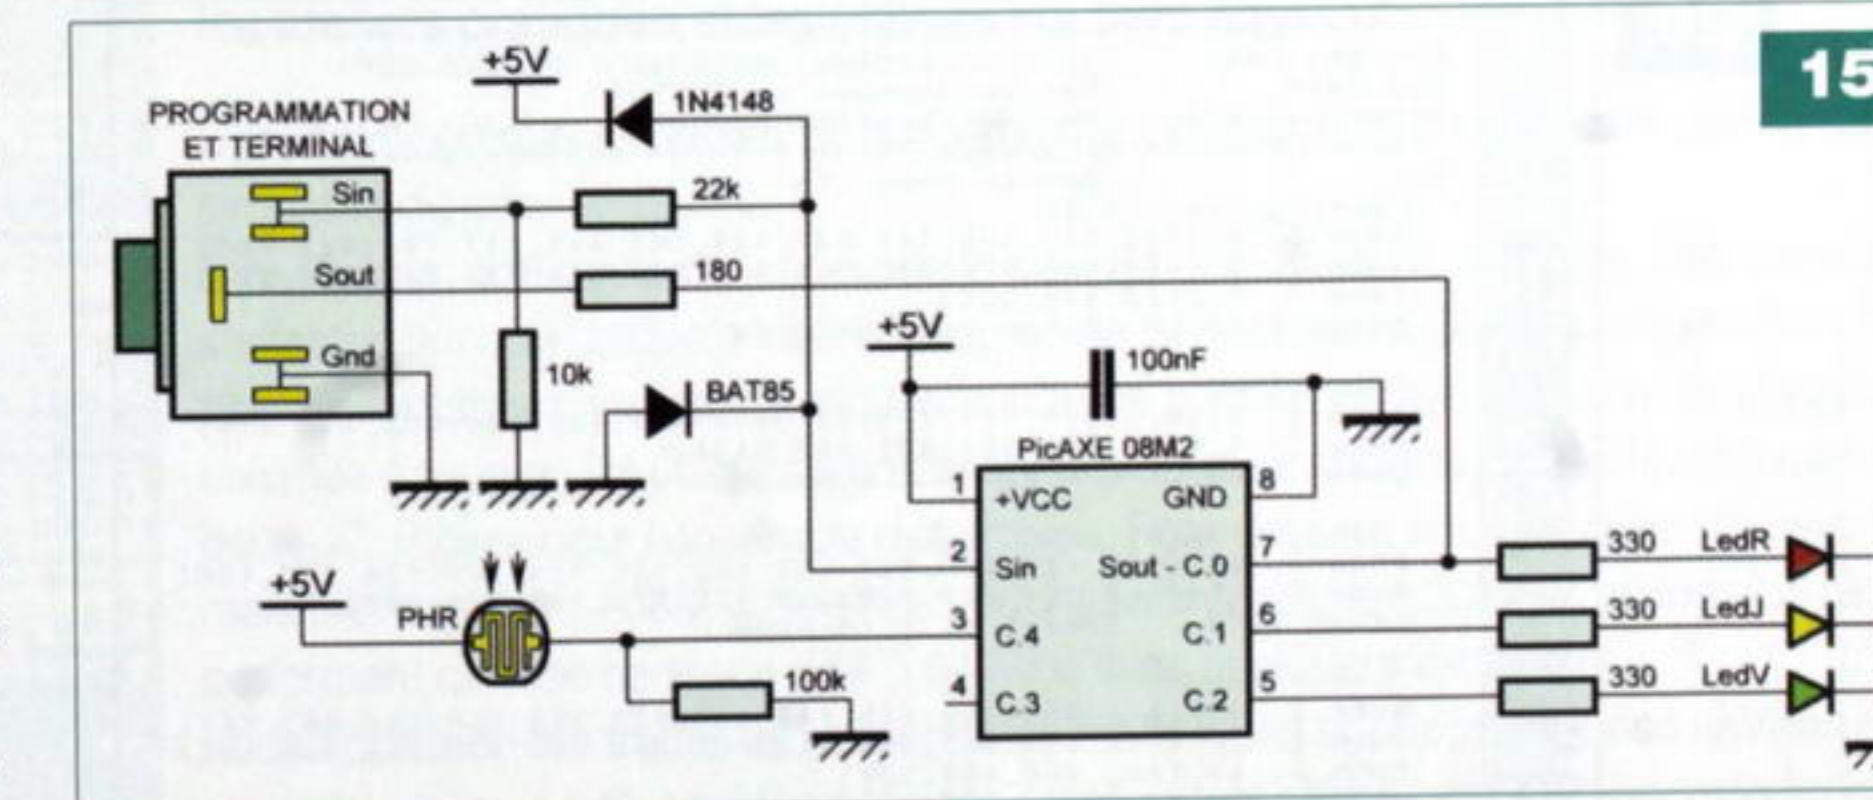 15
+5V
1N4148
PROGRAMMATION
ET TERMINAL
Sin
22k
Sout
180
+5V
Gnd
10k
100nF
BAT85
PicAXE 08M2
1
+VCC
GND
8
2
Sin
Sout - C.0
7
330
LedR
+5V
PHR
3
C.4
C.1
6
330
LedJ
100k
4
C.3
C.2
5
330
LedV